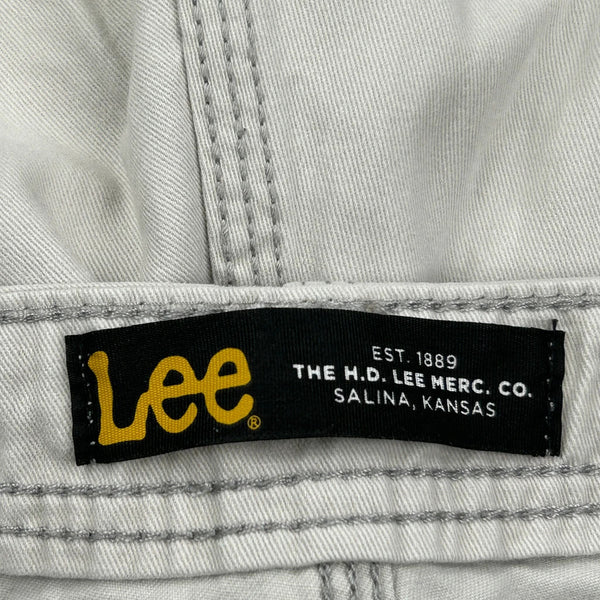 Lee®
EST. 1889
THE H.D. LEE MERC. CO.
SALINA, KANSAS